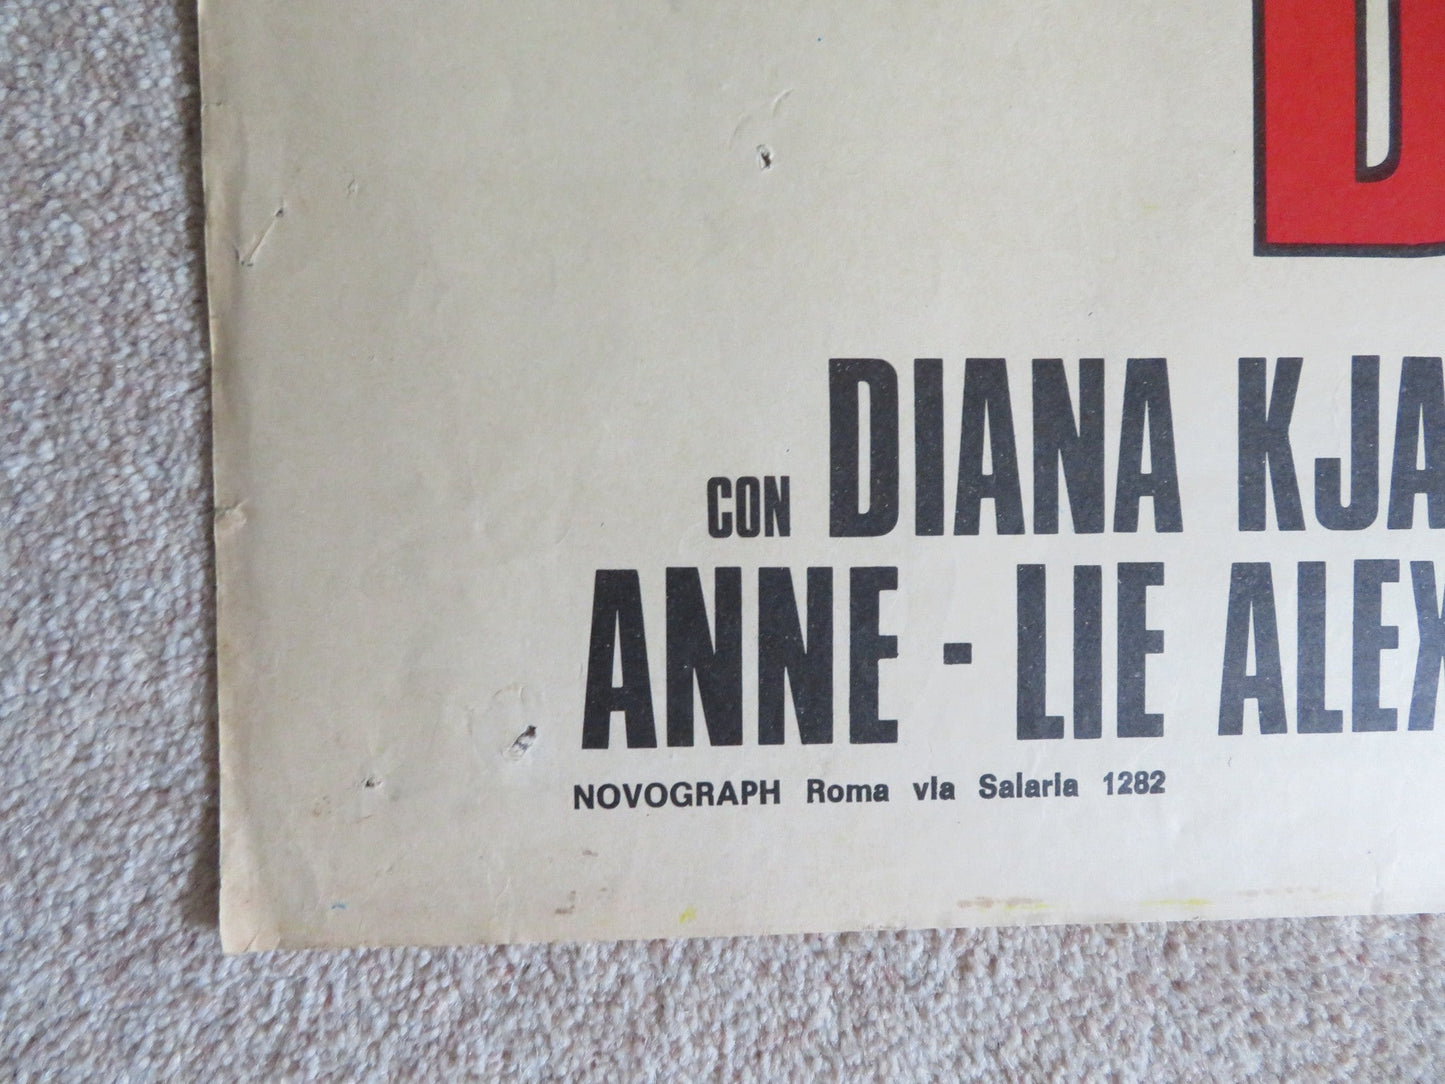 CON DIANA KJA
ANNE - LIE ALEX
NOVOGRAPH Roma via Salaria 1282